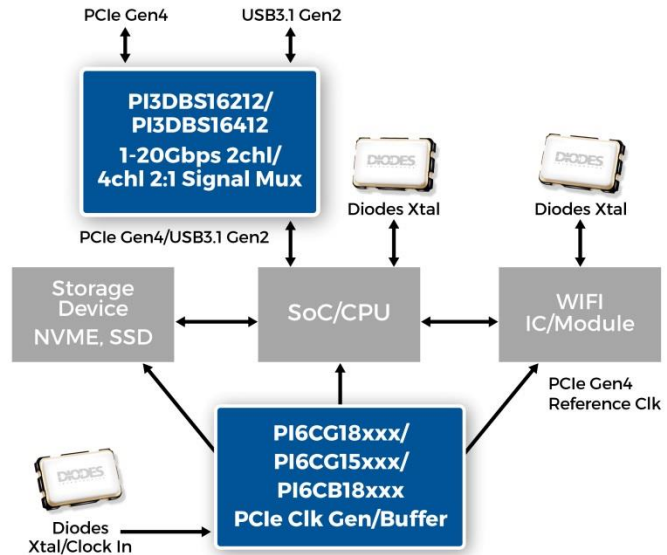 PCIe Gen4
USB3.1 Gen2
PI3DBS16212/
PI3DBS16412
1-20Gbps 2chl/
4chl 2:1 Signal Mux
DIODES
Diodes Xtal
DIODES
Diodes Xtal
PCIe Gen4/USB3.1 Gen2
Storage
Device
NVME, SSD
SoC/CPU
WIFI
IC/Module
PCIe Gen4
Reference Clk
PI6CG18xxx/
PI6CG15xxx/
PI6CB18xxx
PCIe Clk Gen/Buffer
DIODES
Diodes
Xtal/Clock In